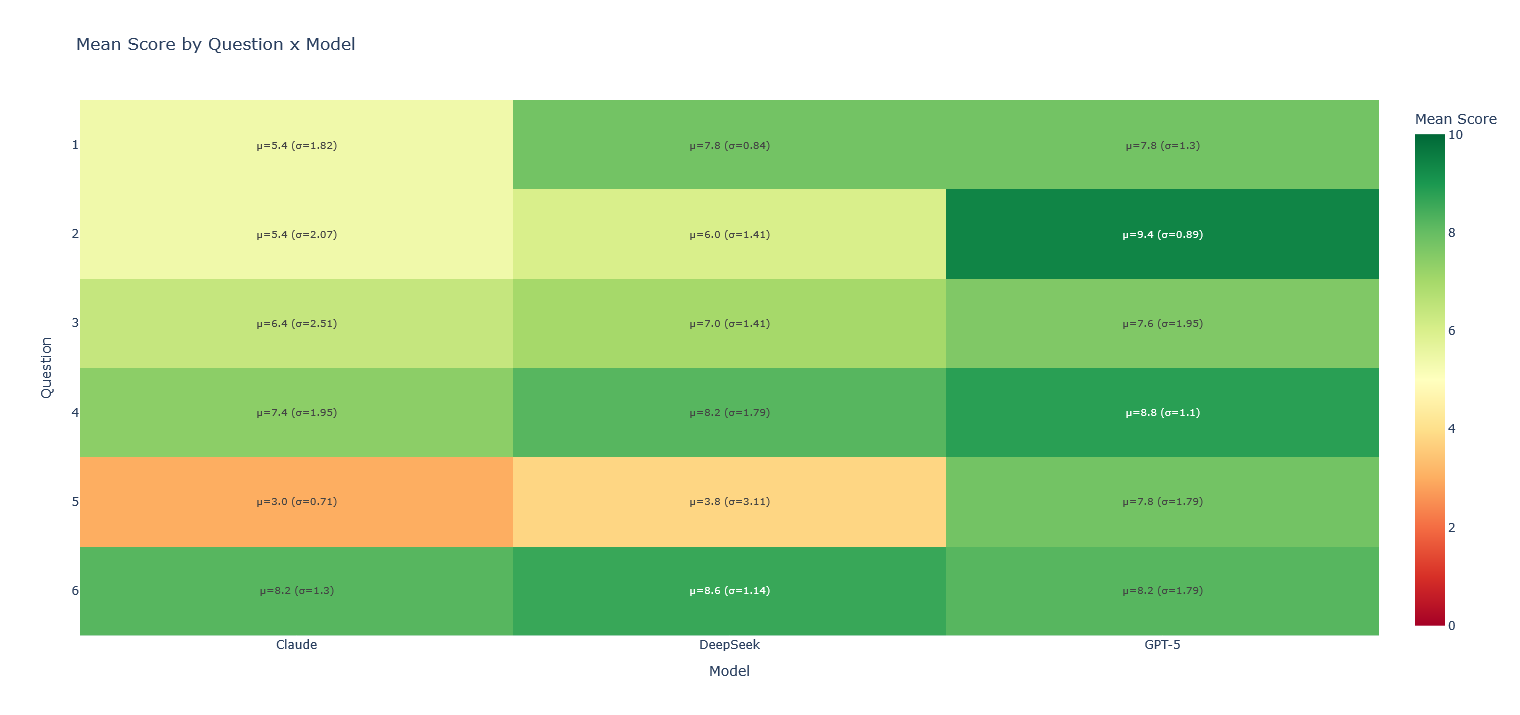 Mean Score by Question x Model
Mean Score
10
8
6
4
2
0
Question
1
μ=5.4 (σ=1.82)
μ=7.8 (σ=0.84)
μ=7.8 (σ=1.3)
2
μ=5.4 (σ=2.07)
μ=6.0 (σ=1.41)
μ=9.4 (σ=0.89)
3
μ=6.4 (σ=2.51)
μ=7.0 (σ=1.41)
μ=7.6 (σ=1.95)
4
μ=7.4 (σ=1.95)
μ=8.2 (σ=1.79)
μ=8.8 (σ=1.1)
5
μ=3.0 (σ=0.71)
μ=3.8 (σ=3.11)
μ=7.8 (σ=1.79)
6
μ=8.2 (σ=1.3)
μ=8.6 (σ=1.14)
μ=8.2 (σ=1.79)
Claude
DeepSeek
GPT-5
Model